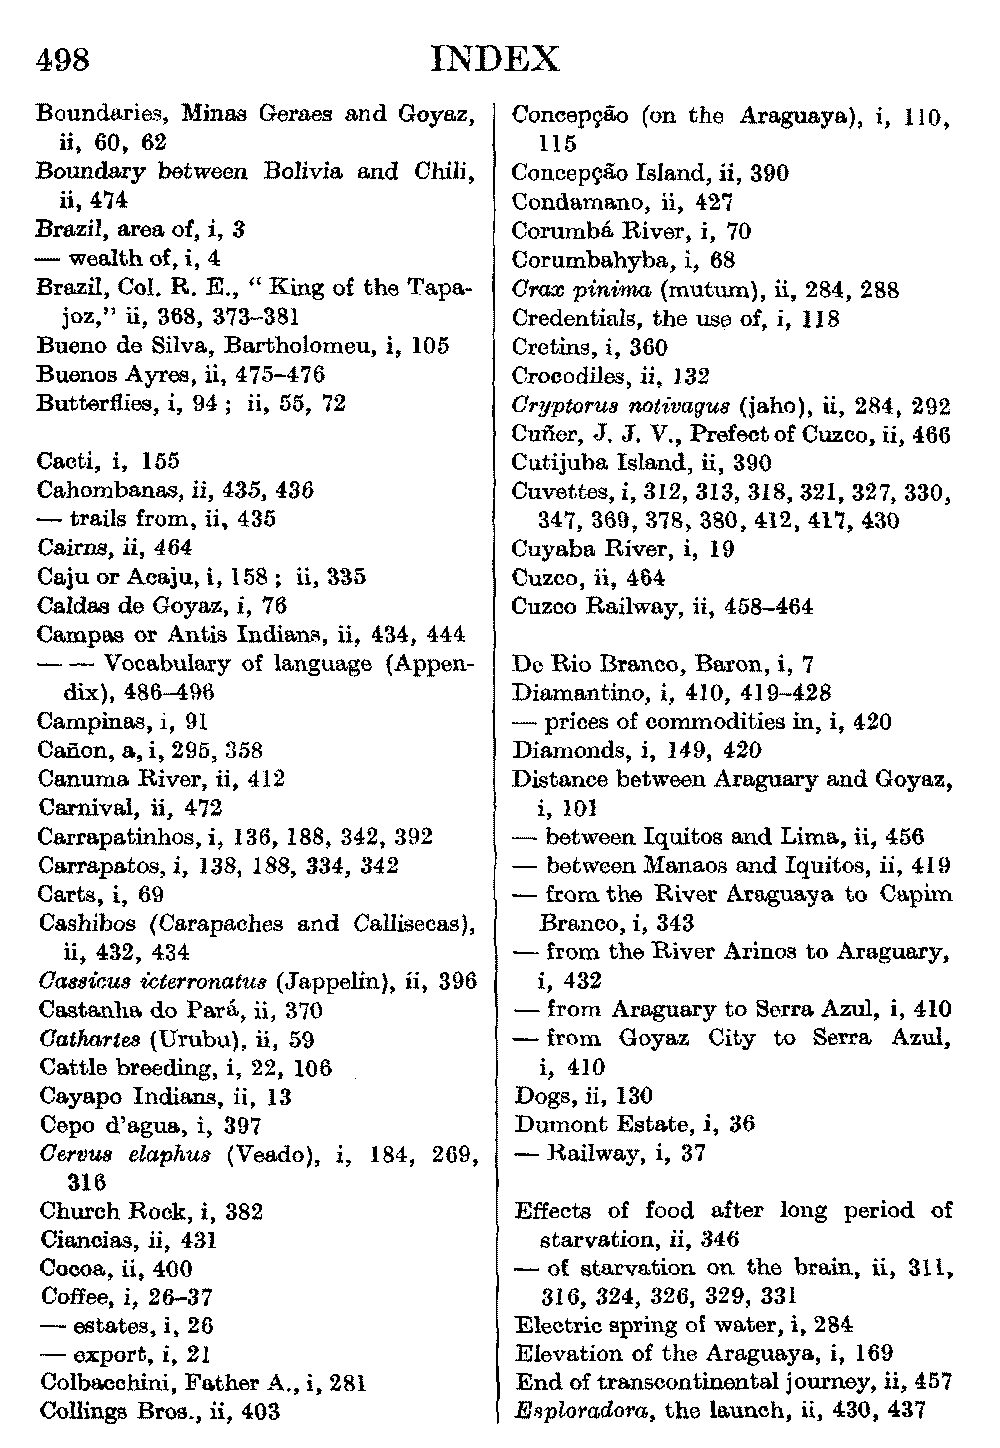 498
INDEX
Boundaries, Minas Geraes and Goyaz,
ii, 60, 62
Boundary between Bolivia and Chili,
ii, 474
Brazil, area of, i, 3
— wealth of, i, 4
Brazil, Col. R. E., “ King of the Tapa-
joz,” ii, 368, 373–381
Bueno de Silva, Bartholomeu, i, 105
Buenos Ayres, ii, 475–476
Butterflies, i, 94 ; ii, 55, 72
Cacti, i, 155
Cahombanas, ii, 435, 436
— trails from, ii, 435
Cairns, ii, 464
Caju or Acaju, i, 158 ; ii, 335
Caldas de Goyaz, i, 76
Campas or Antis Indians, ii, 434, 444
— — Vocabulary of language (Appen-
dix), 486–496
Campinas, i, 91
Cañon, a, i, 295, 358
Canuma River, ii, 412
Carnival, ii, 472
Carrapatinhos, i, 136, 188, 342, 392
Carrapatos, i, 138, 188, 334, 342
Carts, i, 69
Cashibos (Carapaches and Callisecas),
ii, 432, 434
Cassicus icterronatus (Jappelin), ii, 396
Castanha do Pará, ii, 370
Cathartes (Urubu), ii, 59
Cattle breeding, i, 22, 106
Cayapo Indians, ii, 13
Cepo d’agua, i, 397
Cervus elaphus (Veado), i, 184, 269,
316
Church Rock, i, 382
Ciancias, ii, 431
Cocoa, ii, 400
Coffee, i, 26–37
— estates, i, 26
— export, i, 21
Colbacchini, Father A., i, 281
Collings Bros., ii, 403
Concepção (on the Araguaya), i, 110,
115
Concepção Island, ii, 390
Condamano, ii, 427
Corumbá River, i, 70
Corumbahyba, i, 68
Crax pinima (mutum), ii, 284, 288
Credentials, the use of, i, 118
Cretins, i, 360
Crocodiles, ii, 132
Cryptorus notivagus (jaho), ii, 284, 292
Cuñer, J. J. V., Prefect of Cuzco, ii, 466
Cutijuba Island, ii, 390
Cuvettes, i, 312, 313, 318, 321, 327, 330,
347, 369, 378, 380, 412, 417, 430
Cuyaba River, i, 19
Cuzco, ii, 464
Cuzco Railway, ii, 458–464
De Rio Branco, Baron, i, 7
Diamantino, i, 410, 419–428
— prices of commodities in, i, 420
Diamonds, i, 149, 420
Distance between Araguary and Goyaz,
i, 101
— between Iquitos and Lima, ii, 456
— between Manaos and Iquitos, ii, 419
— from the River Araguaya to Capim
Branco, i, 343
— from the River Arinos to Araguary,
i, 432
— from Araguary to Serra Azul, i, 410
— from Goyaz City to Serra Azul,
i, 410
Dogs, ii, 130
Dumont Estate, i, 36
— Railway, i, 37
Effects of food after long period of
starvation, ii, 346
— of starvation on the brain, ii, 311,
316, 324, 326, 329, 331
Electric spring of water, i, 284
Elevation of the Araguaya, i, 169
End of transcontinental journey, ii, 457
Esploradora, the launch, ii, 430, 437